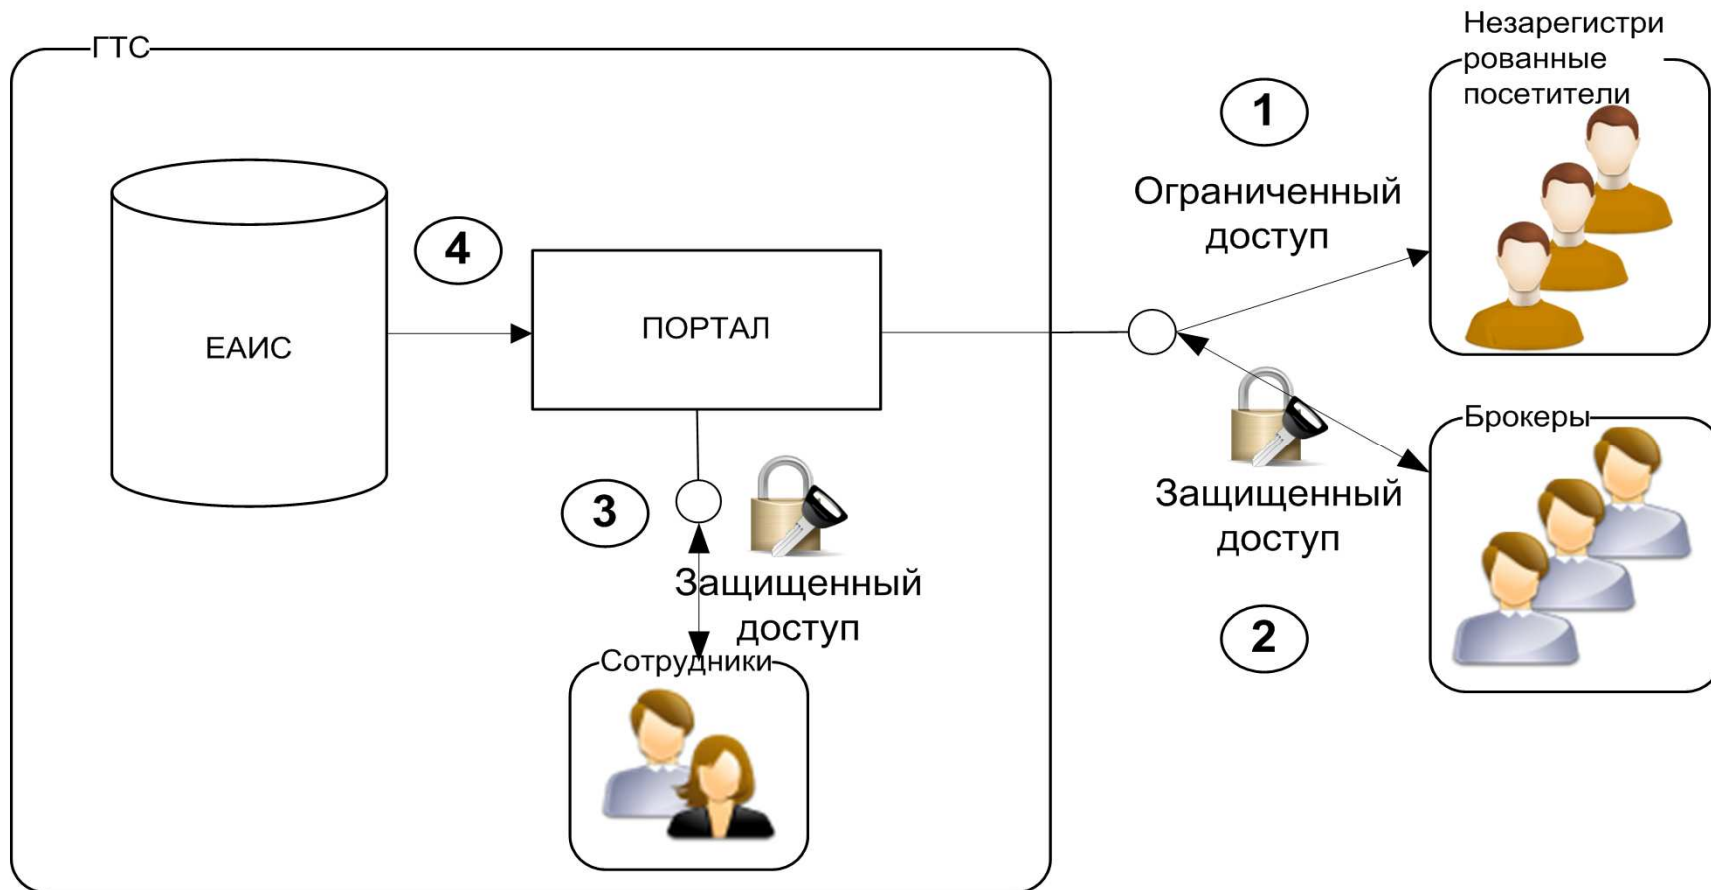 ГТС
Незарегистри
рованные
посетители
1
Ограниченный
доступ
4
ЕАИС
ПОРТАЛ
Брокеры
3
Защищенный
доступ
Защищенный
доступ
2
Сотрудники